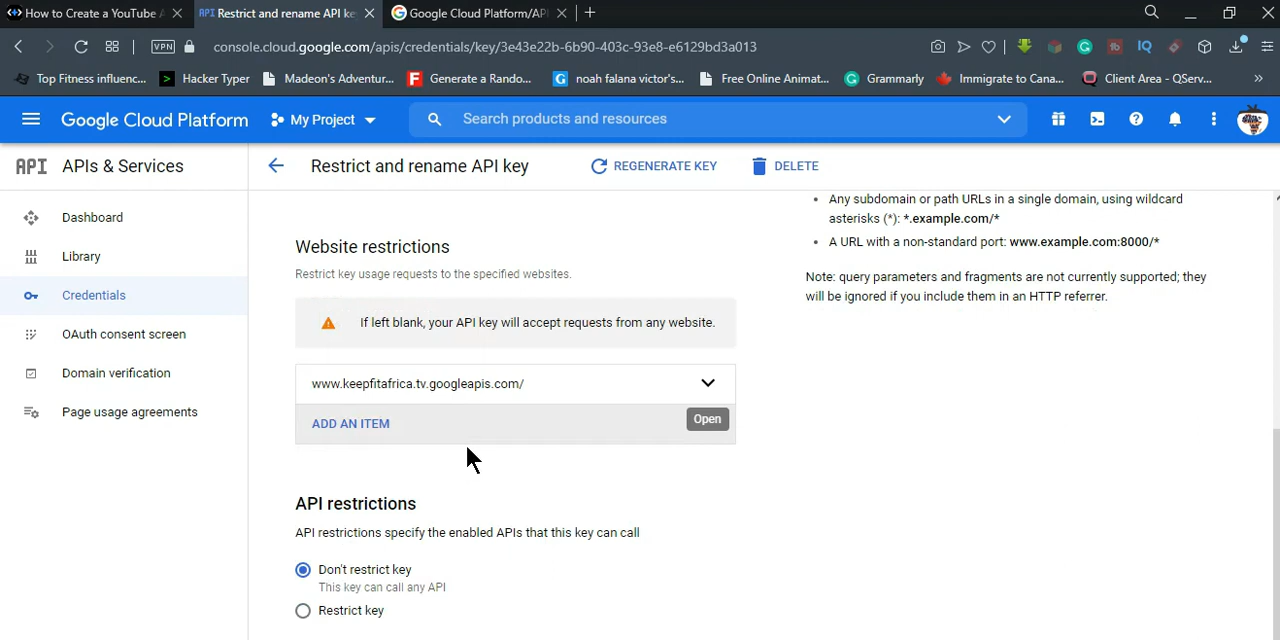 How to Create a YouTube A
Restrict and rename API ke
Google Cloud Platform/API
VPN
console.cloud.google.com/apis/credentials/key/3e43e22b-6b90-403c-93e8-e6129bd3a013
Top Fitness influenc...
Hacker Typer
Madeon's Adventur...
Generate a Rando...
noah falana victor's...
Free Online Animat...
Grammarly
Immigrate to Cana...
Client Area - QServ...
Google Cloud Platform
My Project
Search products and resources
API APIs & Services
Restrict and rename API key
REGENERATE KEY
DELETE
Dashboard
Library
Credentials
OAuth consent screen
Domain verification
Page usage agreements
Website restrictions
Restrict key usage requests to the specified websites.
If left blank, your API key will accept requests from any website.
www.keepfitafrica.tv.googleapis.com/
ADD AN ITEM
Open
API restrictions
API restrictions specify the enabled APIs that this key can call
Don't restrict key
This key can call any API
Restrict key
Any subdomain or path URLs in a single domain, using wildcard
asterisks (*): *.example.com/*
A URL with a non-standard port: www.example.com:8000/*
Note: query parameters and fragments are not currently supported; they
will be ignored if you include them in an HTTP referrer.